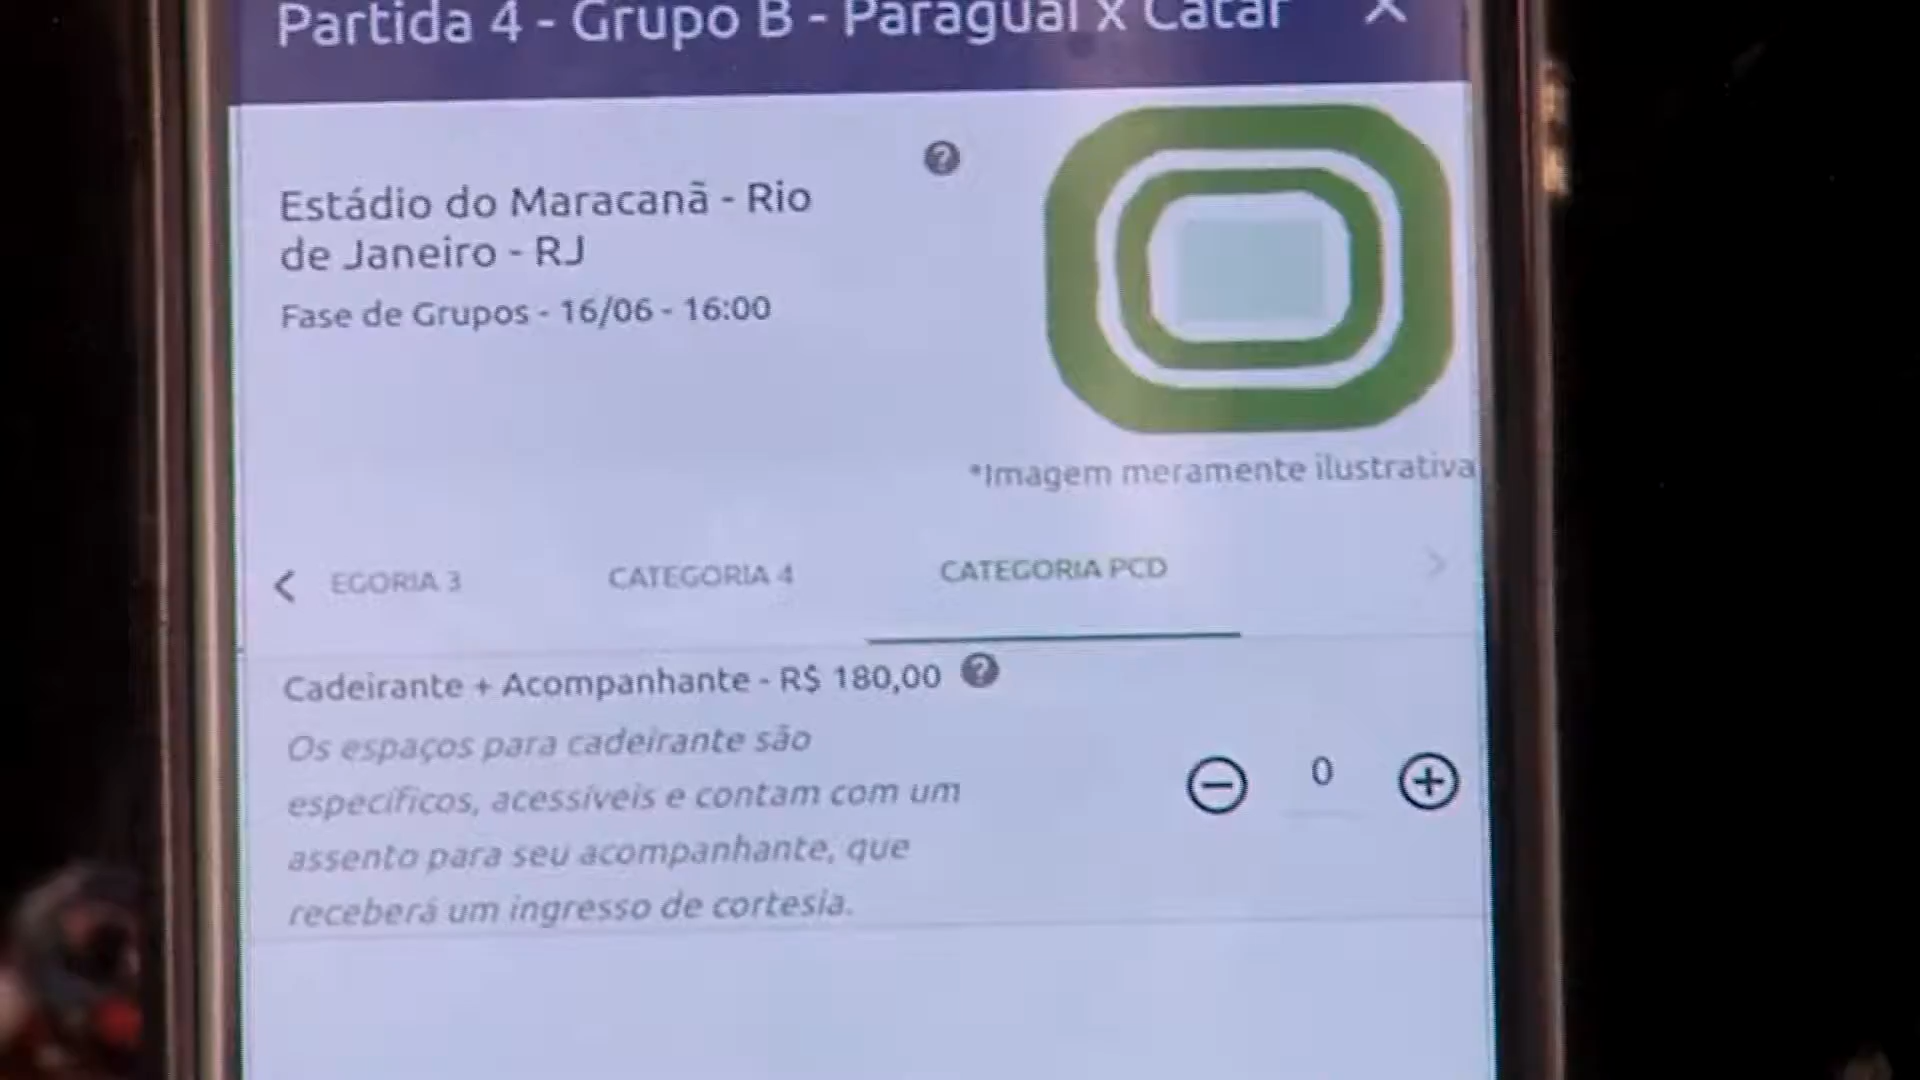 Partida 4 - Grupo B - Paraguai x Catar
Estádio do Maracanã - Rio
de Janeiro - RJ
Fase de Grupos - 16/06 - 16:00
*Imagem meramente ilustrativa
EGORIA 3 CATEGORIA 4 CATEGORIA PCD
Cadeirante + Acompanhante - R$ 180,00
Os espaços para cadeirante são
específicos, acessíveis e contam com um
assento para seu acompanhante, que
receberá um ingresso de cortesia.
0